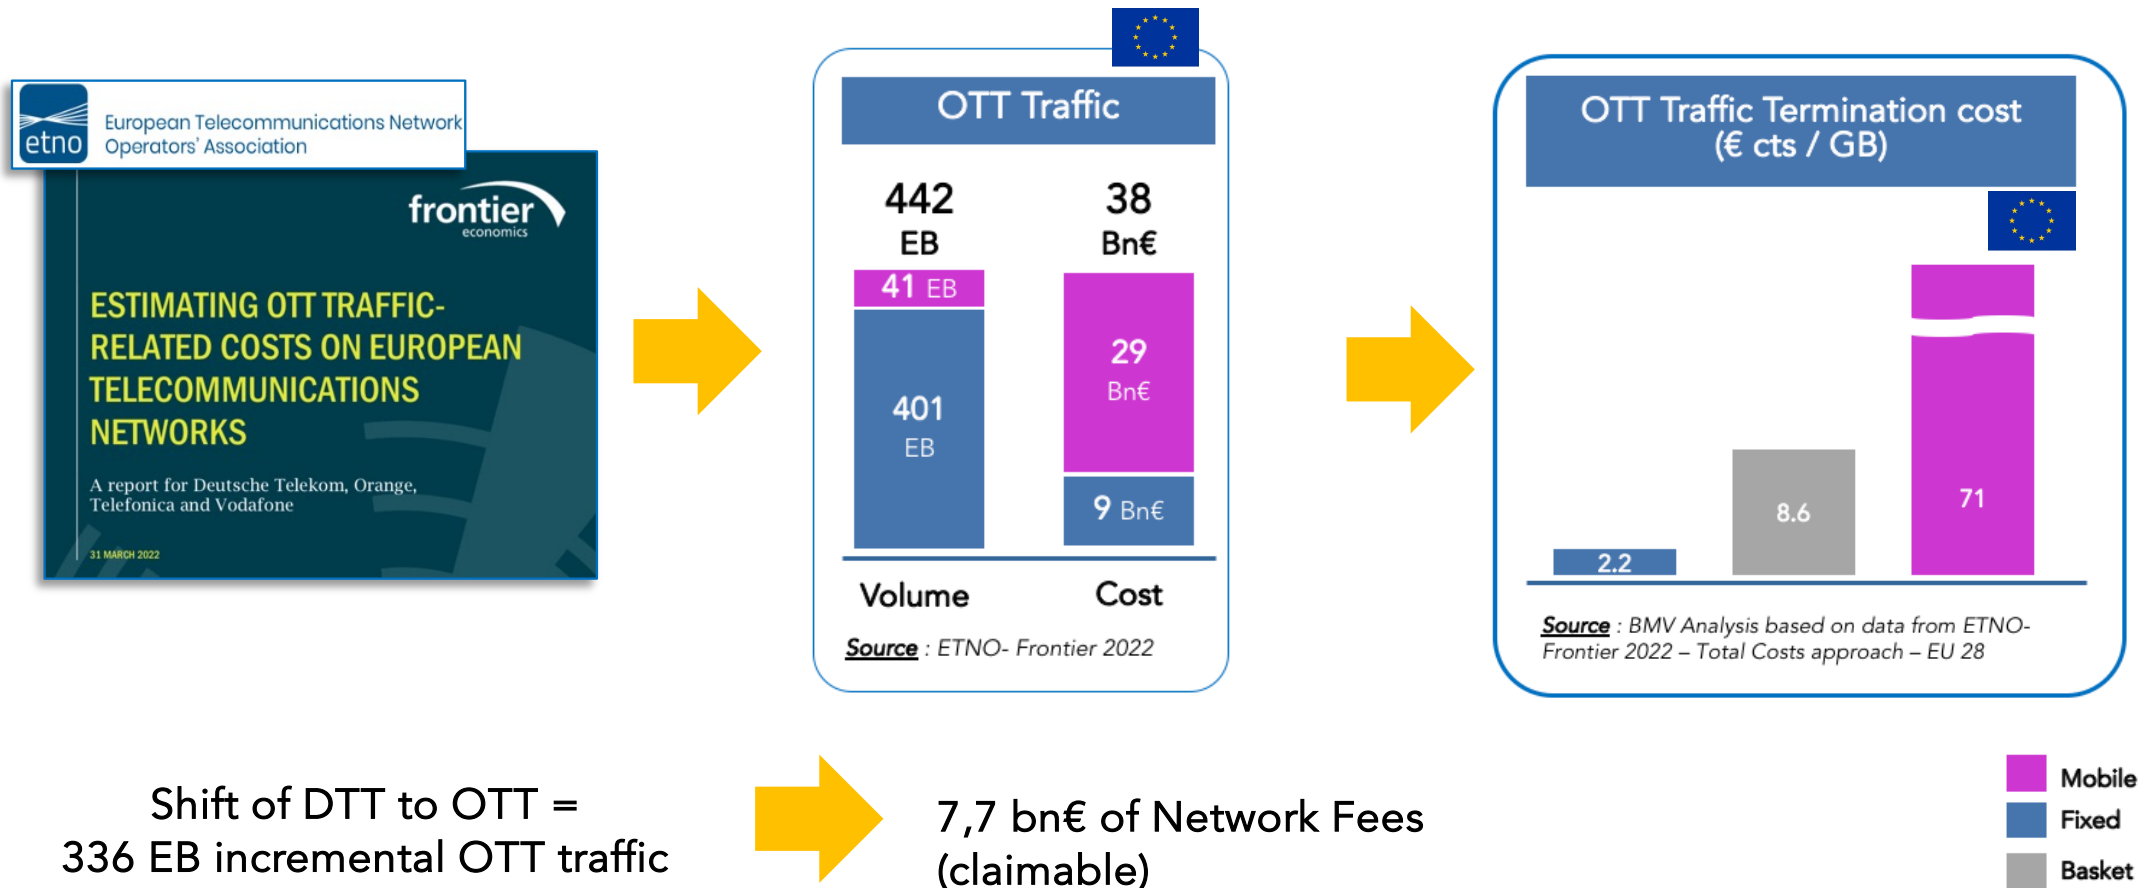 etno
European Telecommunications Network
Operators' Association
frontier
economics
ESTIMATING OTT TRAFFIC-
RELATED COSTS ON EUROPEAN
TELECOMMUNICATIONS
NETWORKS
A report for Deutsche Telekom, Orange,
Telefonica and Vodafone
31 MARCH 2022
OTT Traffic
442
EB
38
Bn€
41 EB
401
EB
29
Bn€
9 Bn€
Volume
Cost
Source : ETNO- Frontier 2022
OTT Traffic Termination cost
(€ cts / GB)
2.2
8.6
71
Source : BMV Analysis based on data from ETNO-
Frontier 2022 – Total Costs approach – EU 28
Shift of DTT to OTT =
336 EB incremental OTT traffic
7,7 bn€ of Network Fees
(claimable)
Mobile
Fixed
Basket